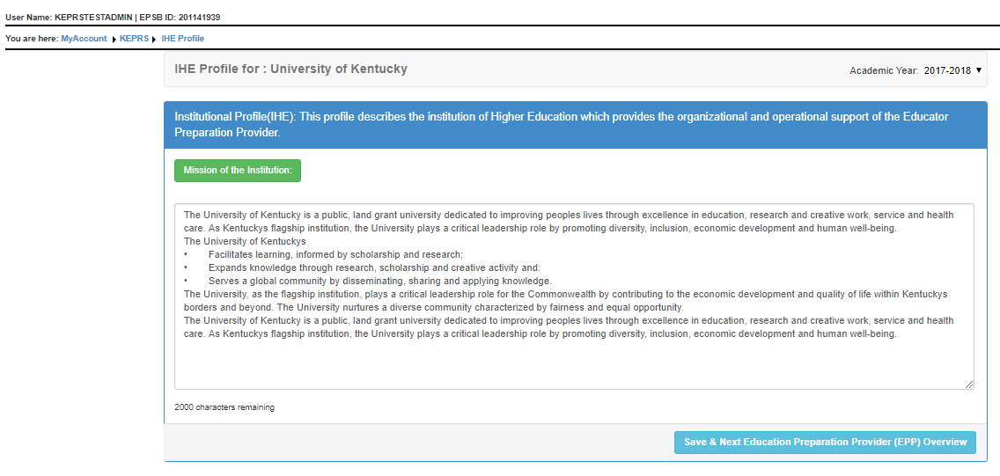 User Name: KEPRSTESTADMIN | EPSB ID: 201141939
You are here: MyAccount KEPRS IHE Profile
IHE Profile for : University of Kentucky
Academic Year: 2017-2018
Institutional Profile(IHE): This profile describes the institution of Higher Education which provides the organizational and operational support of the Educator
Preparation Provider.
Mission of the Institution:
The University of Kentucky is a public, land grant university dedicated to improving peoples lives through excellence in education, research and creative work, service and health
care. As Kentuckys flagship institution, the University plays a critical leadership role by promoting diversity, inclusion, economic development and human well-being.
The University of Kentuckys
• Facilitates learning, informed by scholarship and research;
• Expands knowledge through research, scholarship and creative activity and:
• Serves a global community by disseminating, sharing and applying knowledge.
The University, as the flagship institution, plays a critical leadership role for the Commonwealth by contributing to the economic development and quality of life within Kentuckys
borders and beyond. The University nurtures a diverse community characterized by fairness and equal opportunity.
The University of Kentucky is a public, land grant university dedicated to improving peoples lives through excellence in education, research and creative work, service and health
care. As Kentuckys flagship institution, the University plays a critical leadership role by promoting diversity, inclusion, economic development and human well-being.
2000 characters remaining
Save & Next Education Preparation Provider (EPP) Overview